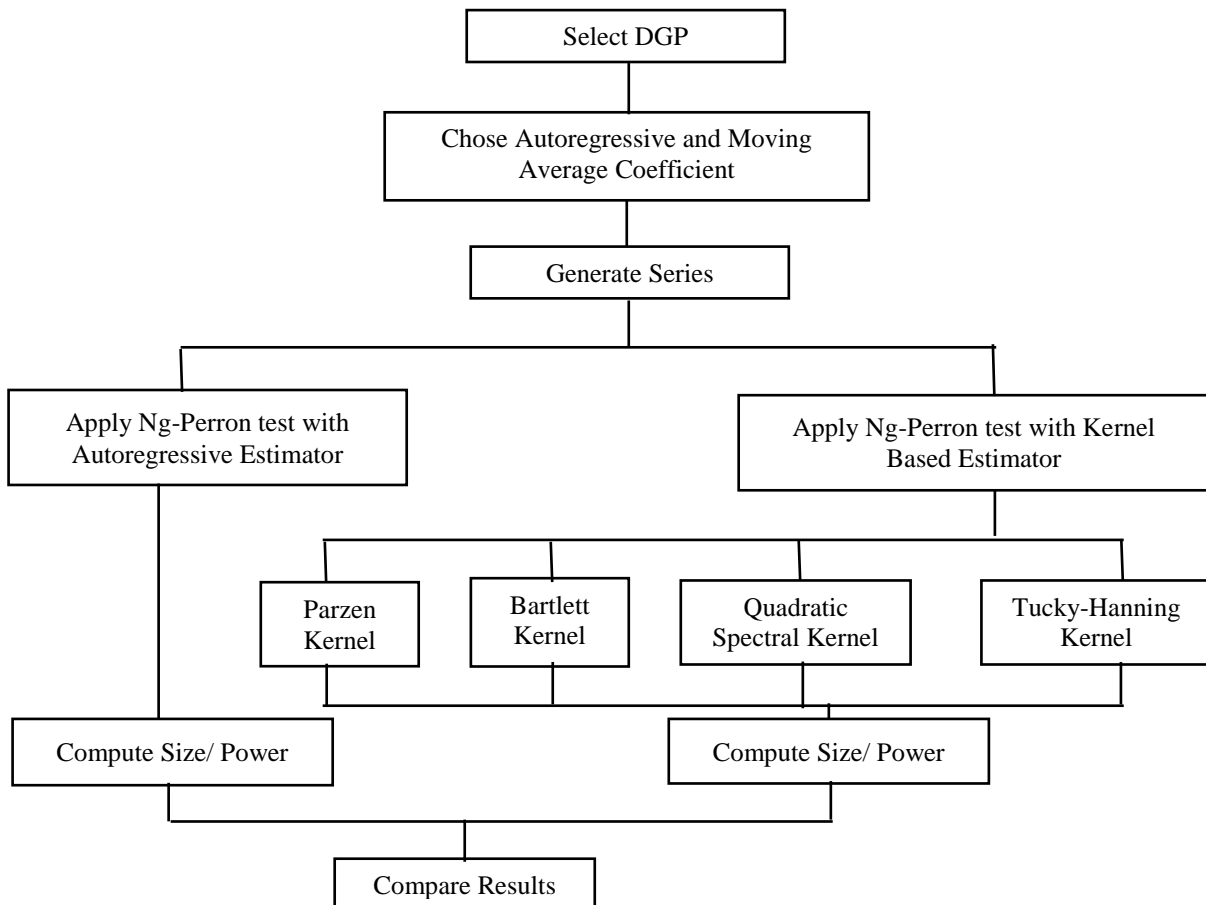 Select DGP
Chose Autoregressive and Moving
Average Coefficient
Generate Series
Apply Ng-Perron test with
Autoregressive Estimator
Apply Ng-Perron test with Kernel
Based Estimator
Parzen
Kernel
Bartlett
Kernel
Quadratic
Spectral Kernel
Tucky-Hanning
Kernel
Compute Size/ Power
Compute Size/ Power
Compare Results